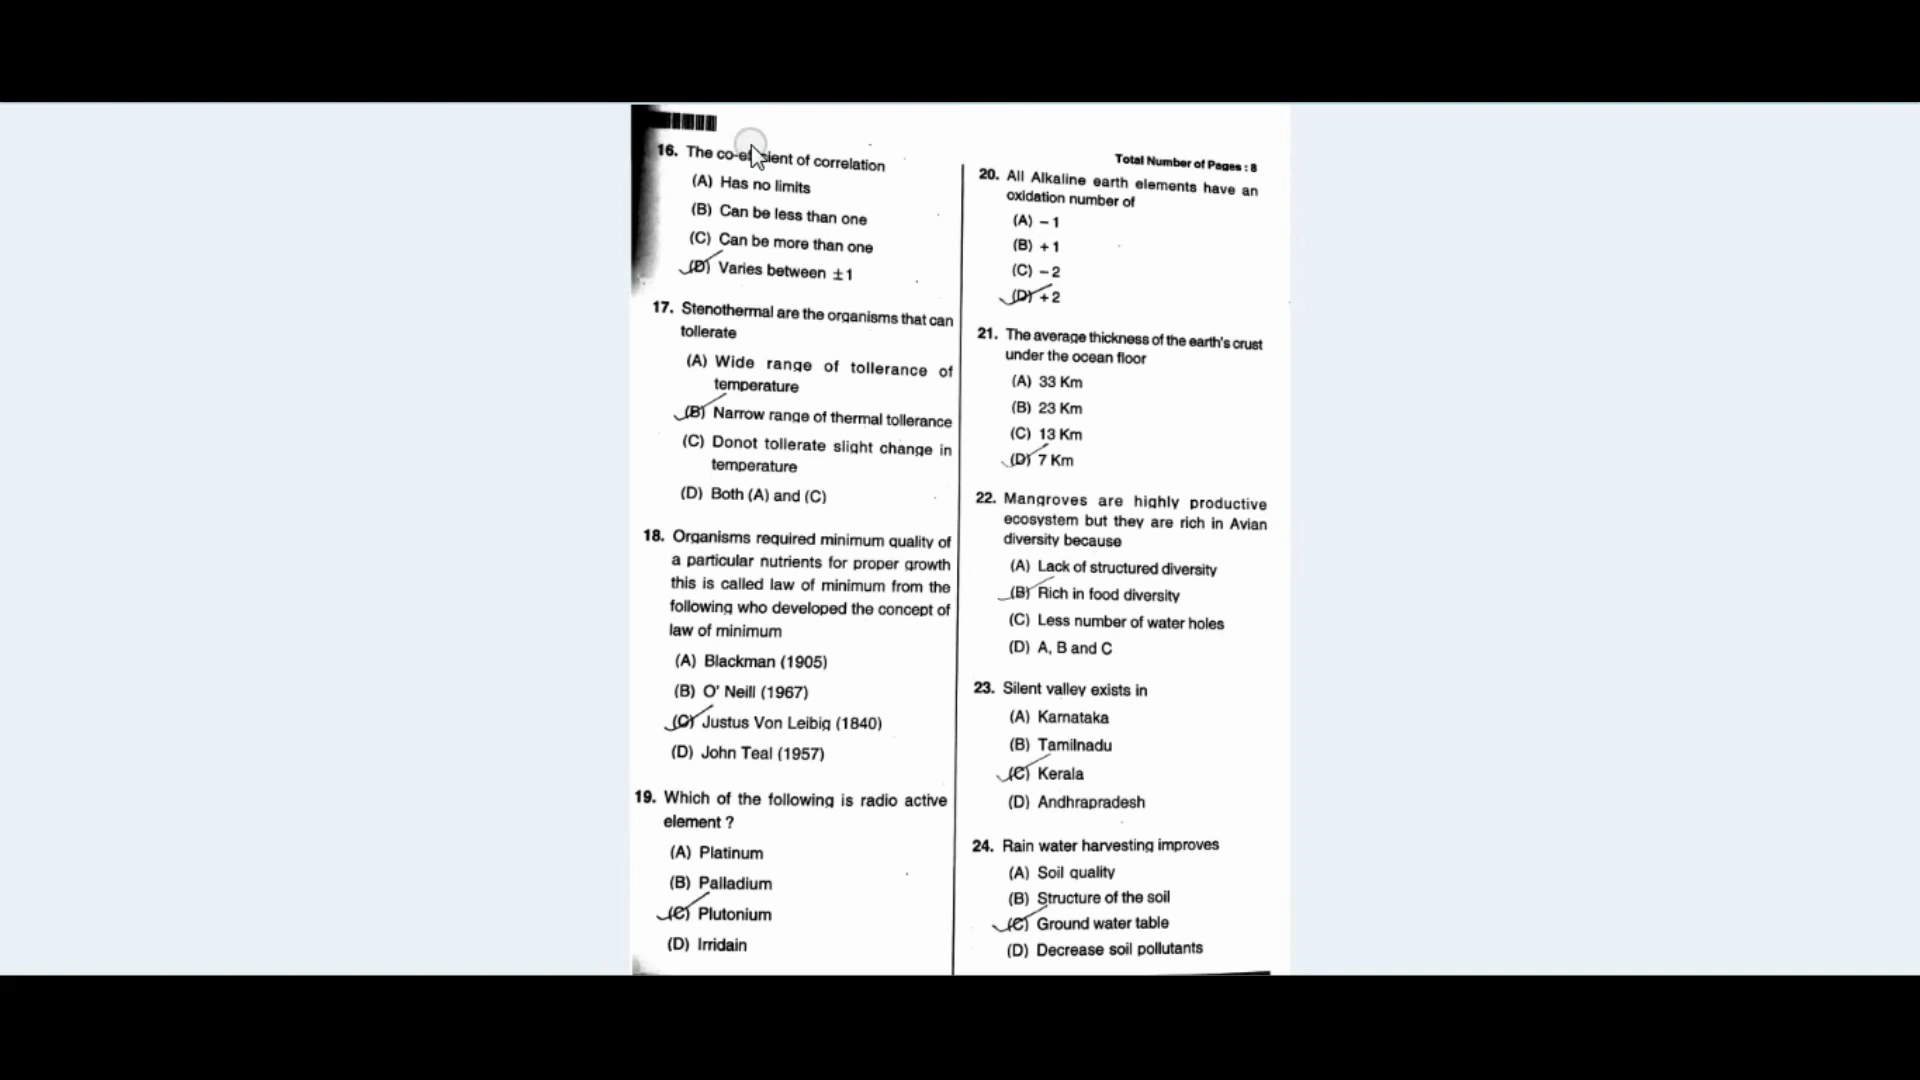 16. The co-efficient of correlation
(A) Has no limits
(B) Can be less than one
(C) Can be more than one
(D) Varies between ±1
17. Stenothermal are the organisms that can
tollerate
(A) Wide range of tollerance of
temperature
(B) Narrow range of thermal tollerance
(C) Donot tollerate slight change in
temperature
(D) Both (A) and (C)
18. Organisms required minimum quality of
a particular nutrients for proper growth
this is called law of minimum from the
following who developed the concept of
law of minimum
(A) Blackman (1905)
(B) O' Neill (1967)
(C) Justus Von Leibig (1840)
(D) John Teal (1957)
19. Which of the following is radio active
element ?
(A) Platinum
(B) Palladium
(C) Plutonium
(D) Irridain
Total Number of Pages : 8
20. All Alkaline earth elements have an
oxidation number of
(A) – 1
(B) + 1
(C) – 2
(D) + 2
21. The average thickness of the earth's crust
under the ocean floor
(A) 33 Km
(B) 23 Km
(C) 13 Km
(D) 7 Km
22. Mangroves are highly productive
ecosystem but they are rich in Avian
diversity because
(A) Lack of structured diversity
(B) Rich in food diversity
(C) Less number of water holes
(D) A, B and C
23. Silent valley exists in
(A) Karnataka
(B) Tamilnadu
(C) Kerala
(D) Andhrapradesh
24. Rain water harvesting improves
(A) Soil quality
(B) Structure of the soil
(C) Ground water table
(D) Decrease soil pollutants